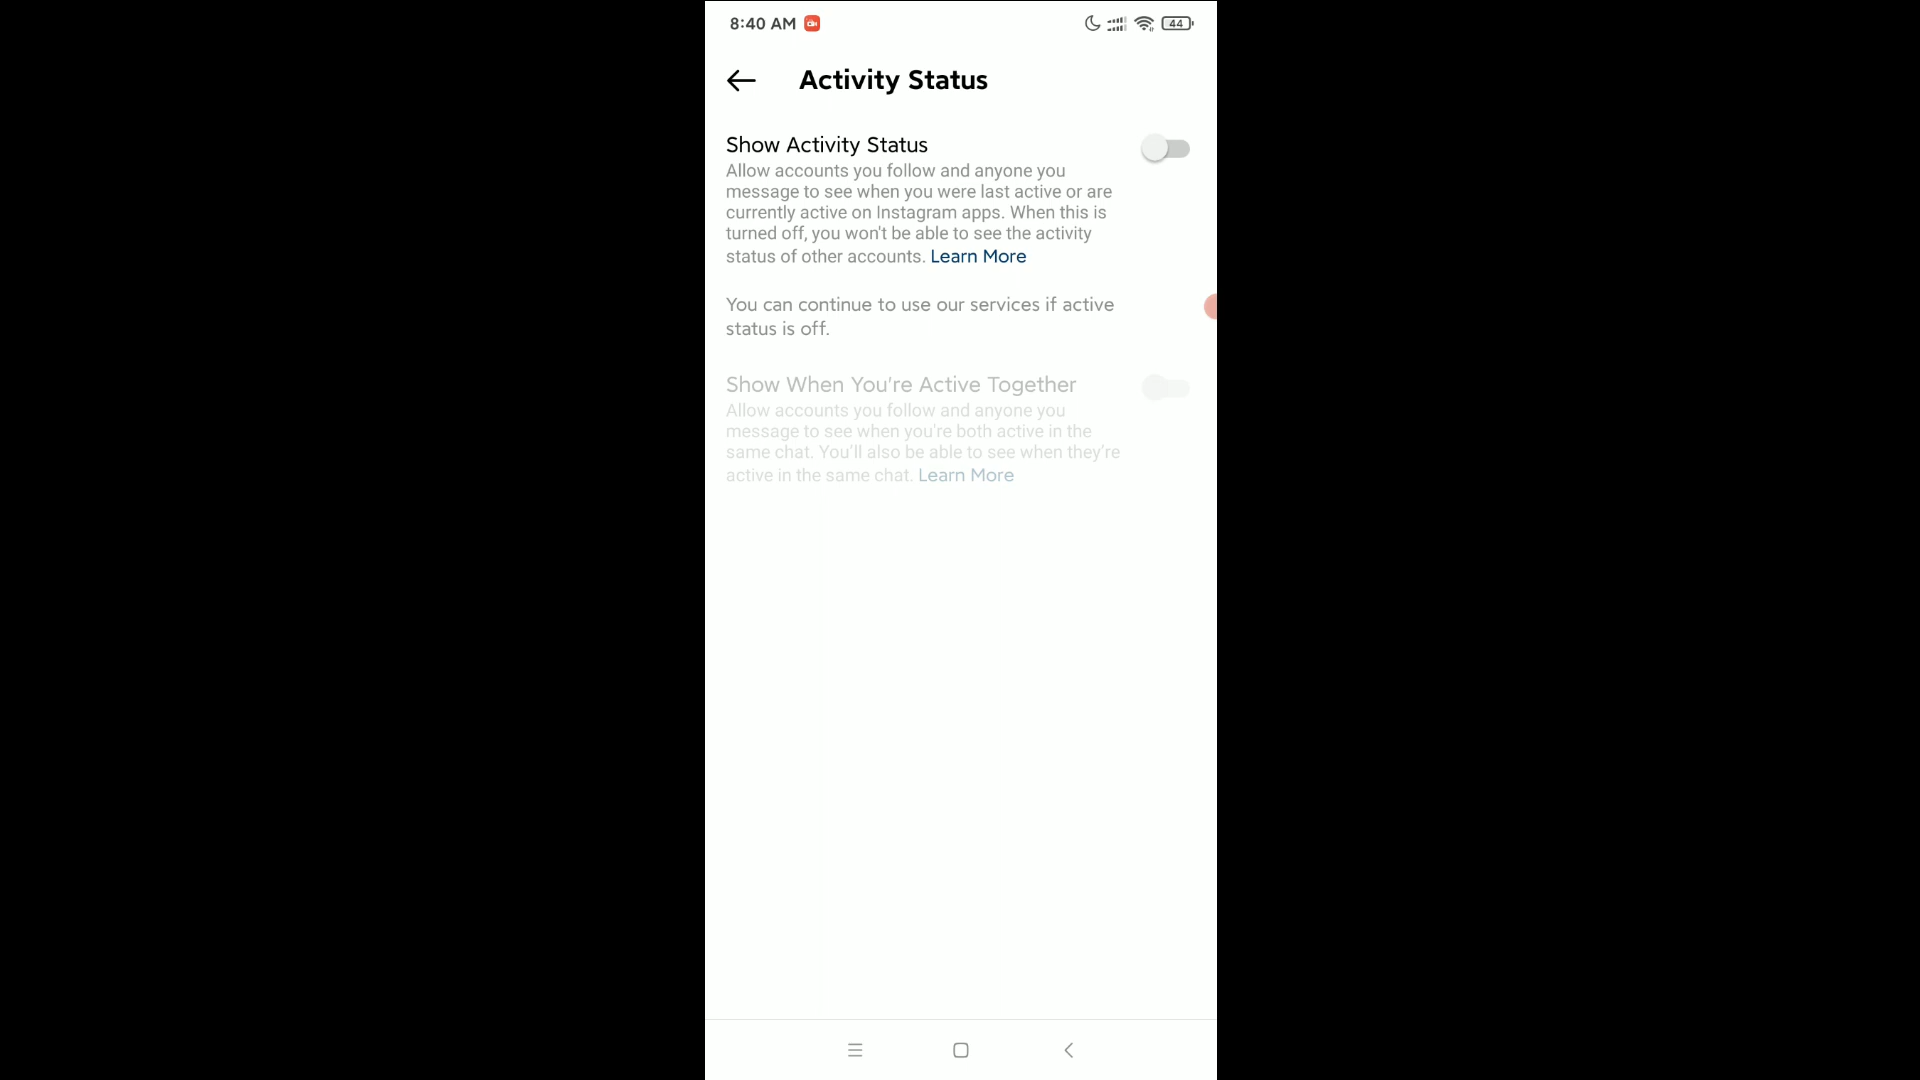 8:40 AM
44
Activity Status
Show Activity Status
Allow accounts you follow and anyone you
message to see when you were last active or are
currently active on Instagram apps. When this is
turned off, you won't be able to see the activity
status of other accounts. Learn More
You can continue to use our services if active
status is off.
Show When You're Active Together
Allow accounts you follow and anyone you
message to see when you're both active in the
same chat. You'll also be able to see when they're
active in the same chat. Learn More